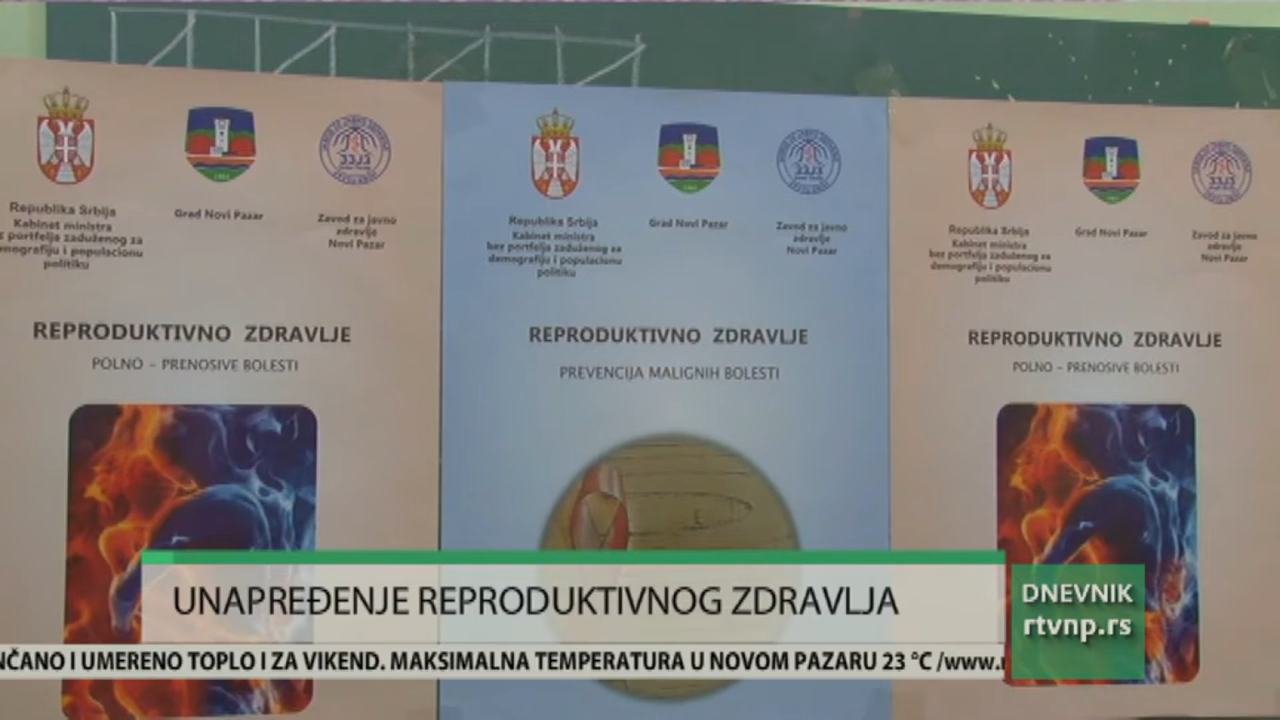 Republika Srbija
Kabinet ministra
portfelja zaduženog za
demografiju i populacionu
politiku
Grad Novi Pazar
Zavod za javno
zdravlje
Novi Pazar
REPRODUKTIVNO ZDRAVLJE
POLNO - PRENOSIVE BOLESTI
Republika Srbija
Kabinet ministra
bez portfelja zaduženog za
demografiju i populacionu
politiku
Grad Novi Pazar
Zavod za javno
zdravlje
Novi Pazar
REPRODUKTIVNO ZDRAVLJE
PREVENCIJA MALIGNIH BOLESTI
Republika Srbija
Kabinet ministra
bez portfelja zaduženog za
demografiju i populacionu
politiku
Grad Novi Pazar
Zavod za javno
zdravlje
Novi Pazar
REPRODUKTIVNO ZDRAVLJE
POLNO - PRENOSIVE BOLESTI
UNAPREĐENJE REPRODUKTIVNOG ZDRAVLJA
DNEVNIK
rtvnp.rs
NČANO I UMERENO TOPLO I ZA VIKEND. MAKSIMALNA TEMPERATURA U NOVOM PAZARU 23 °C /www.